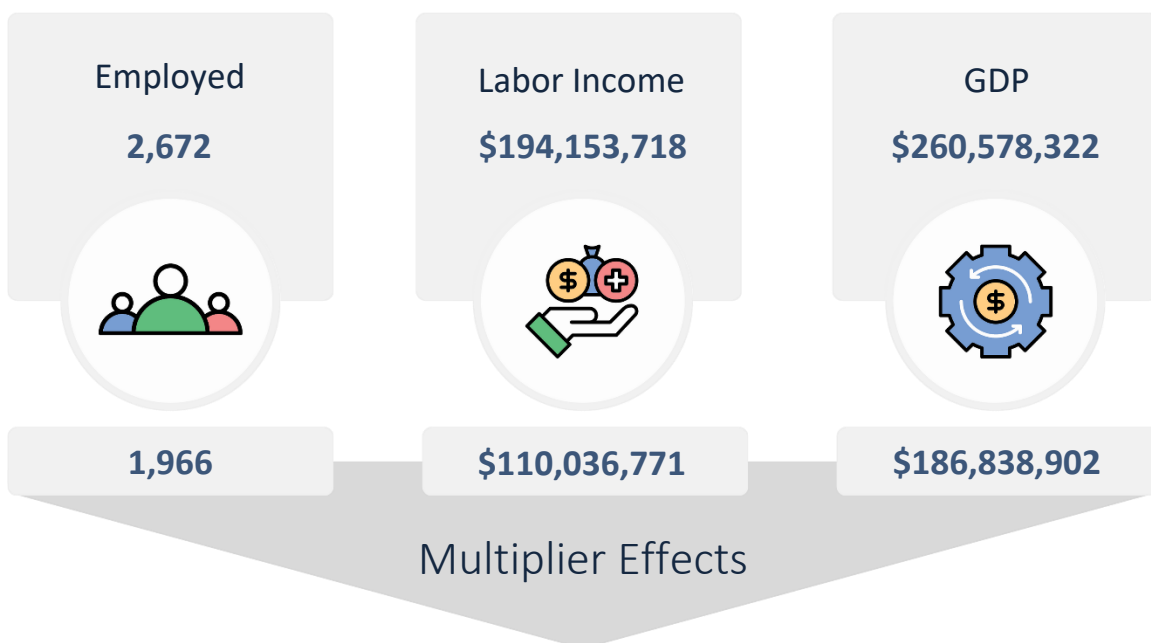 Employed
2,672
Labor Income
$194,153,718
GDP
$260,578,322
$
$
1,966
$110,036,771
$186,838,902
Multiplier Effects